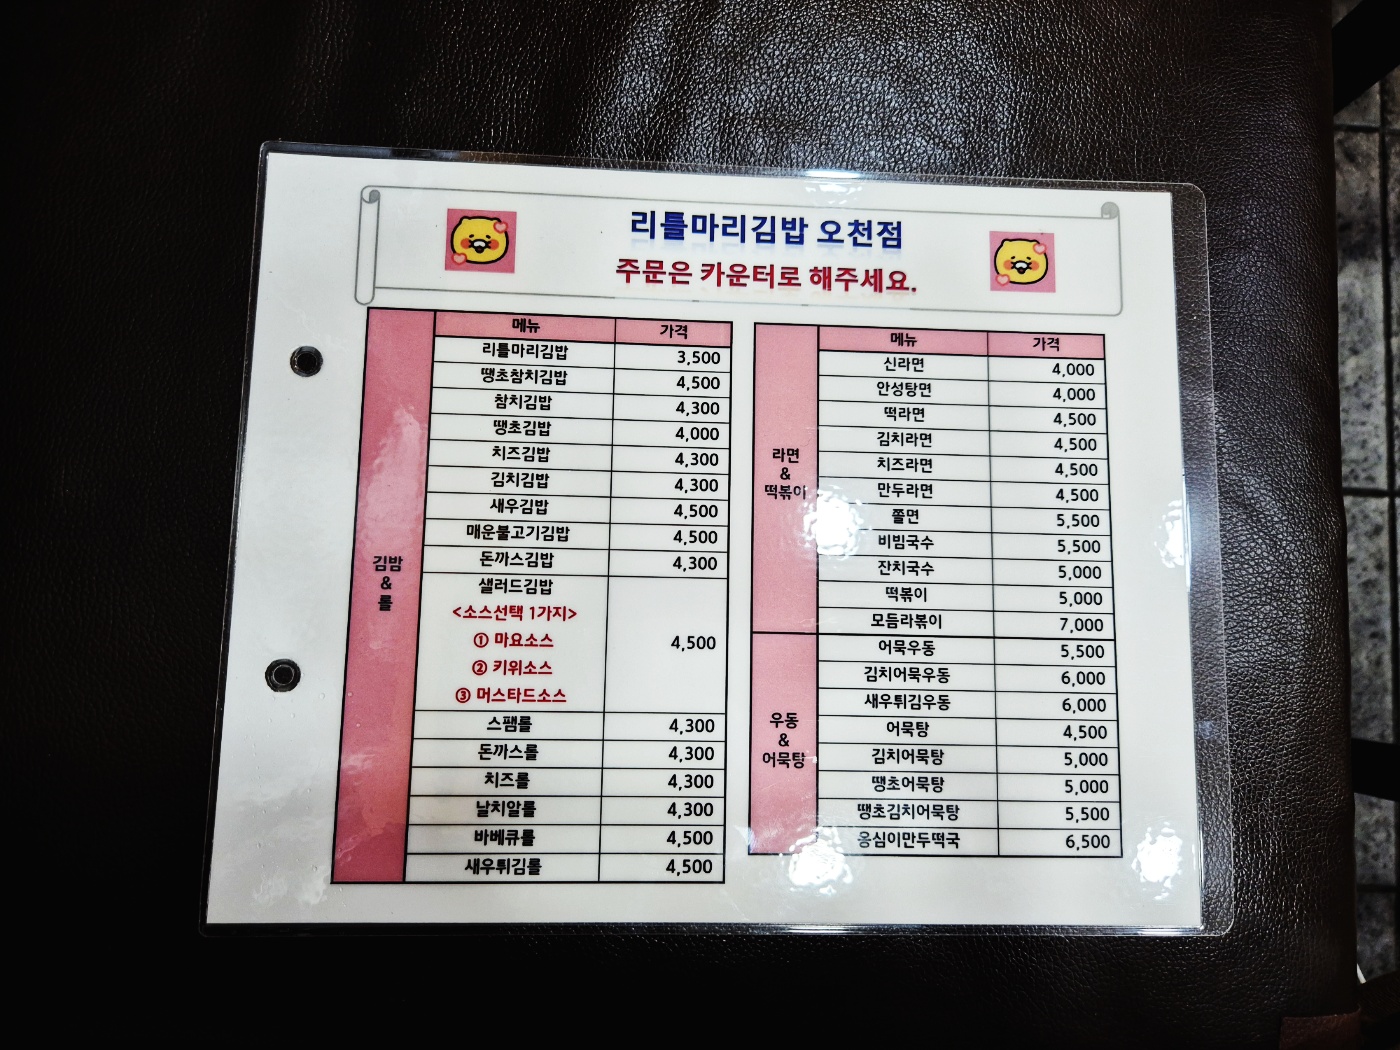 리틀마리김밥 오천점
주문은 카운터로 해주세요.
김밥
&
롤
메뉴 가격
리틀마리김밥 3,500
땡초참치김밥 4,500
참치김밥 4,300
땡초김밥 4,000
치즈김밥 4,300
김치김밥 4,300
새우김밥 4,500
매운불고기김밥 4,500
돈까스김밥 4,300
샐러드김밥
<소스선택 1가지>
① 마요소스 4,500
② 키위소스
③ 머스타드소스
스팸롤 4,300
돈까스롤 4,300
치즈롤 4,300
날치알롤 4,300
바베큐롤 4,500
새우튀김롤 4,500
라면
&
떡볶이
메뉴 가격
신라면 4,000
안성탕면 4,000
떡라면 4,500
김치라면 4,500
치즈라면 4,500
만두라면 4,500
쫄면 5,500
비빔국수 5,500
잔치국수 5,000
떡볶이 5,000
모듬라볶이 7,000
우동
&
어묵탕
어묵우동 5,500
김치어묵우동 6,000
새우튀김우동 6,000
어묵탕 4,500
김치어묵탕 5,000
땡초어묵탕 5,000
땡초김치어묵탕 5,500
옹심이만두떡국 6,500